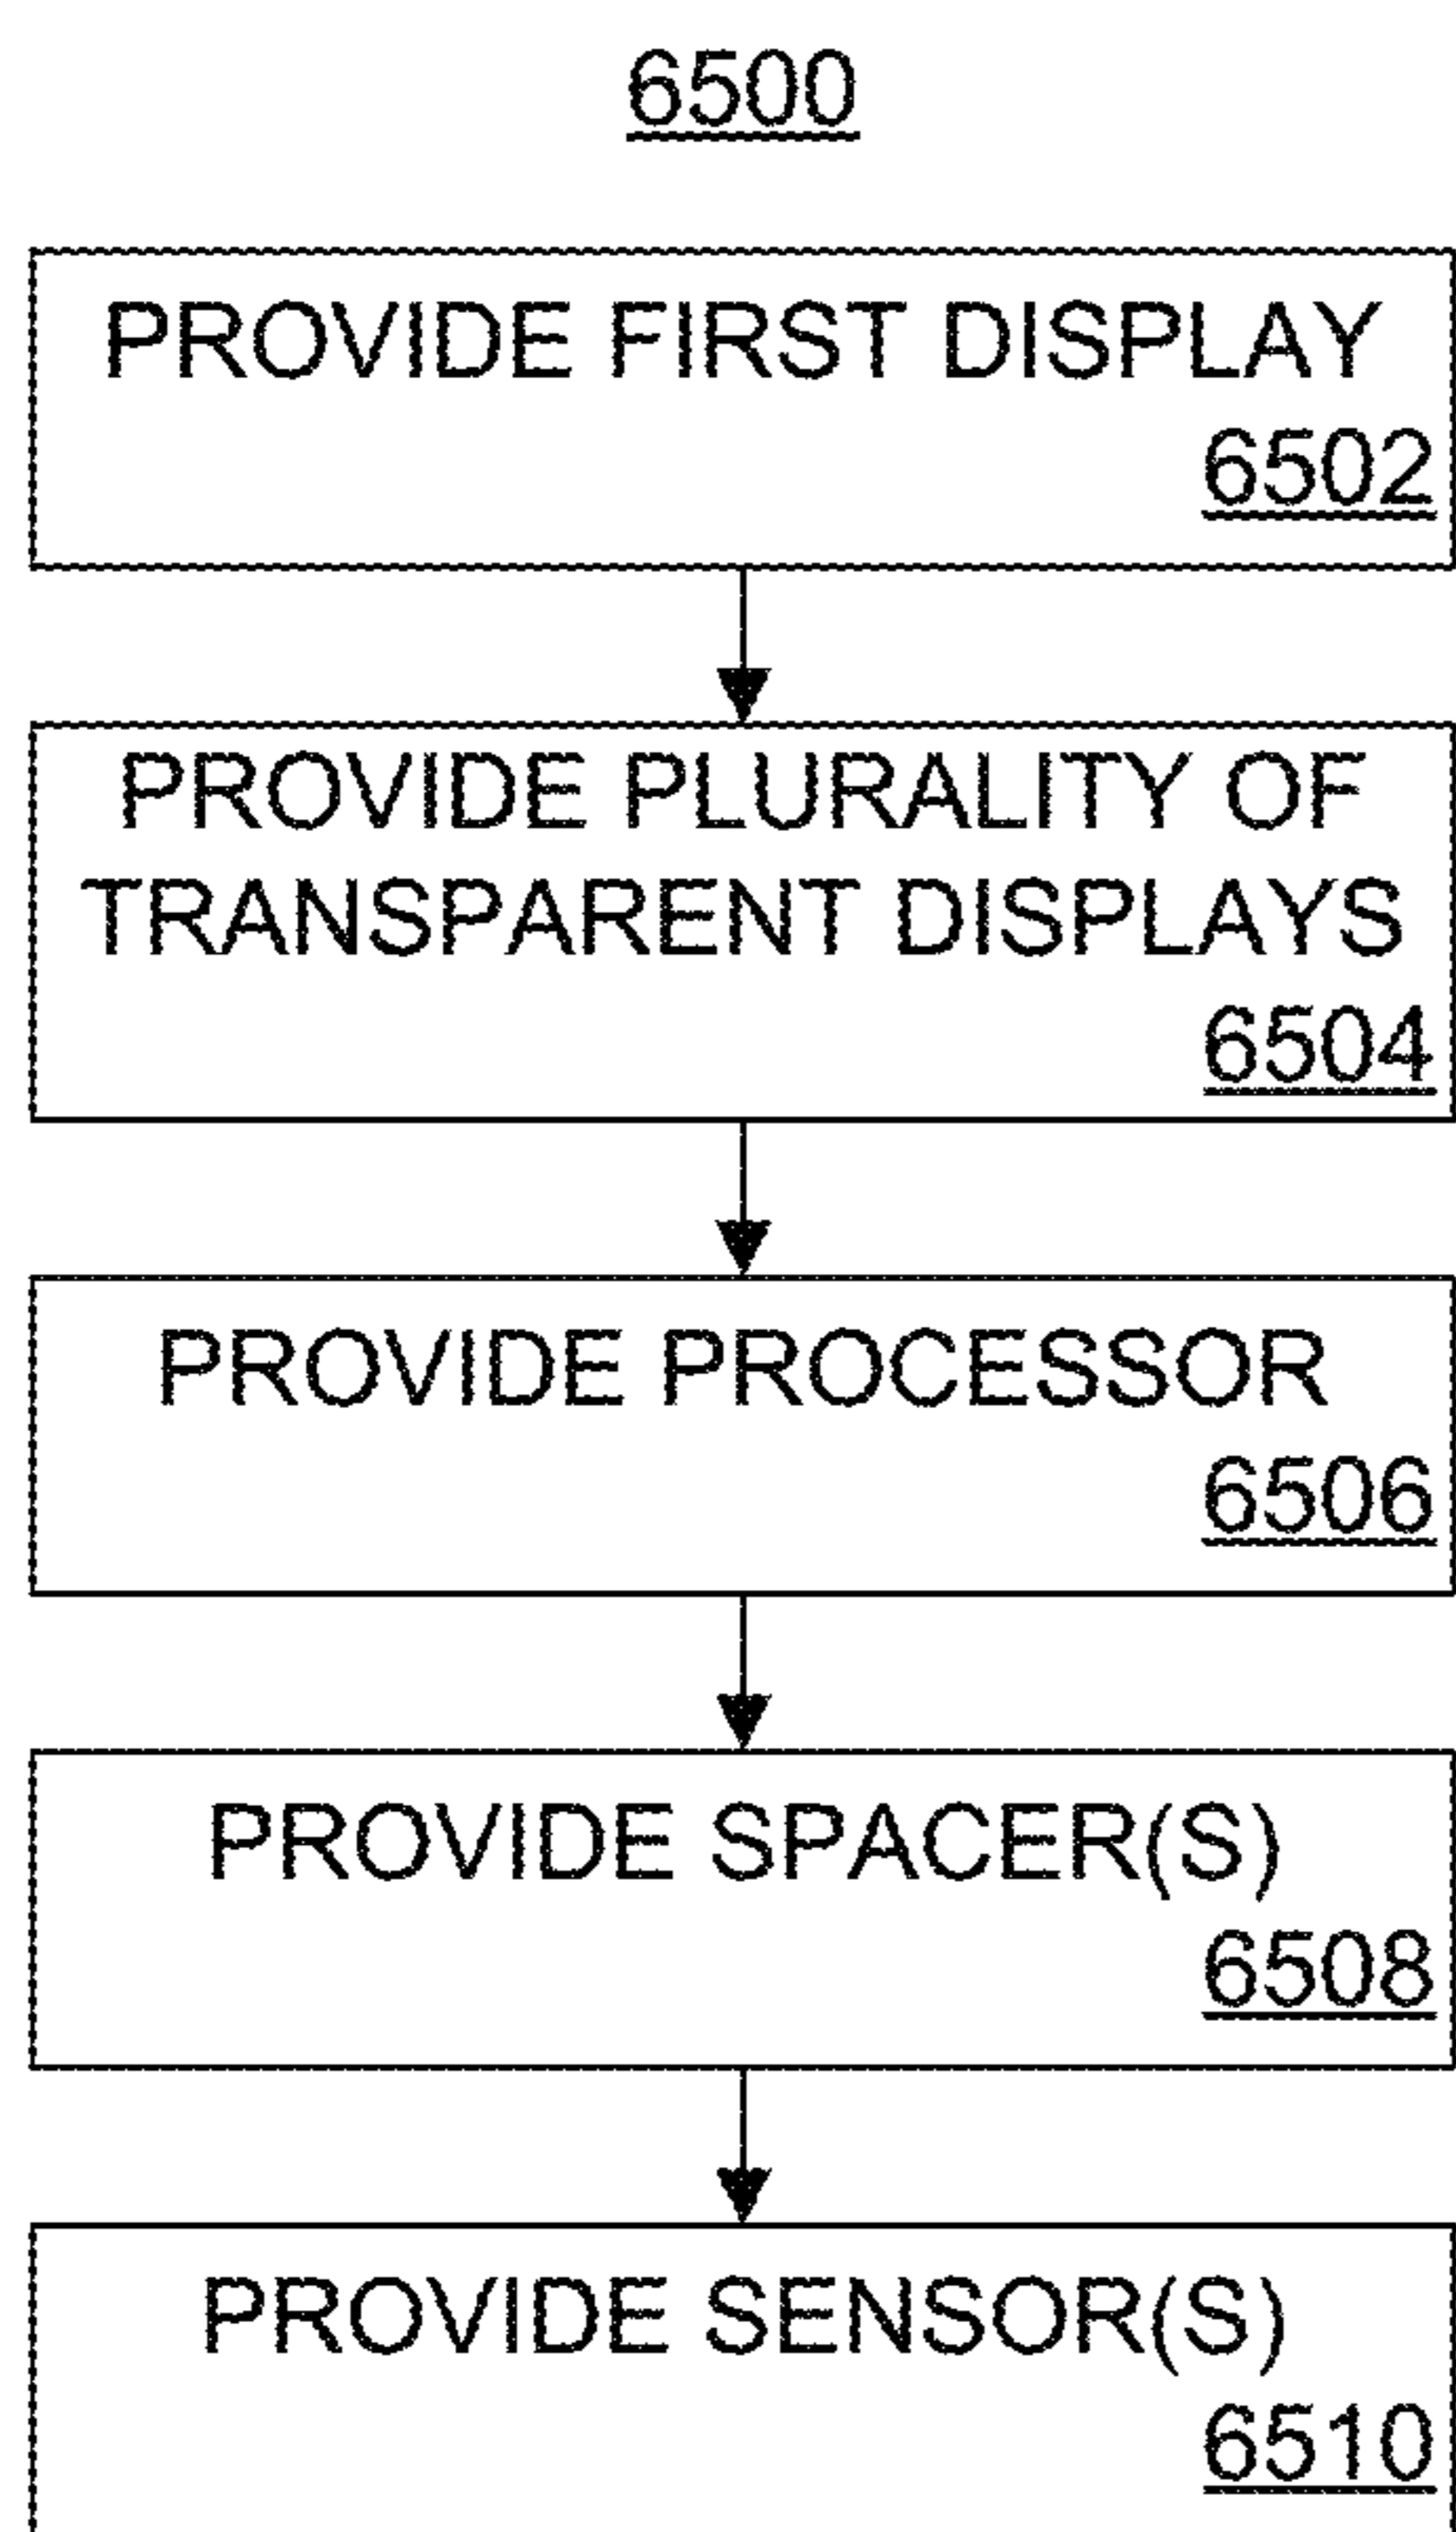 6500
PROVIDE FIRST DISPLAY
6502
PROVIDE PLURALITY OF
TRANSPARENT DISPLAYS
6504
PROVIDE PROCESSOR
6506
PROVIDE SPACER(S)
6508
PROVIDE SENSOR(S)
6510